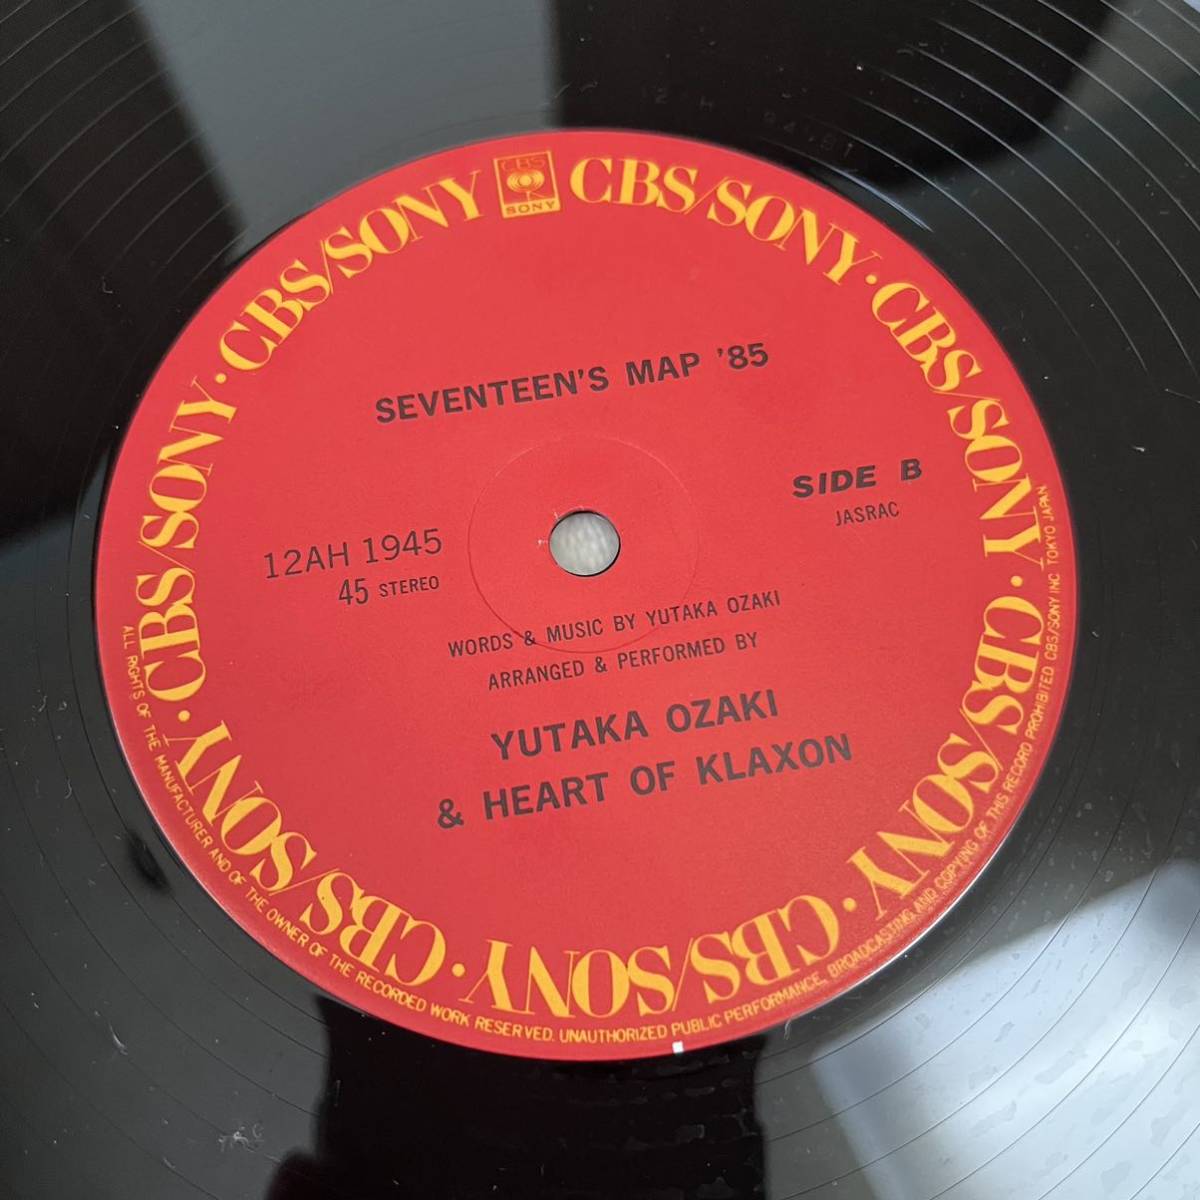 CBS
SONY
CBS/SONY · CBS/SONY · CBS/SONY · CBS/SONY · CBS/SONY · CBS/SONY · CBS/SONY · CBS/SONY
SEVENTEEN'S MAP '85
SIDE B
JASRAC
12AH 1945
45 STEREO
WORDS & MUSIC BY YUTAKA OZAKI
ARRANGED & PERFORMED BY
YUTAKA OZAKI
& HEART OF KLAXON
ALL RIGHTS OF THE MANUFACTURER AND OF THE OWNER OF THE RECORDED WORK RESERVED. UNAUTHORIZED PUBLIC PERFORMANCE, BROADCASTING AND COPYING OF THIS RECORD PROHIBITED CBS/SONY INC TOKYO JAPAN